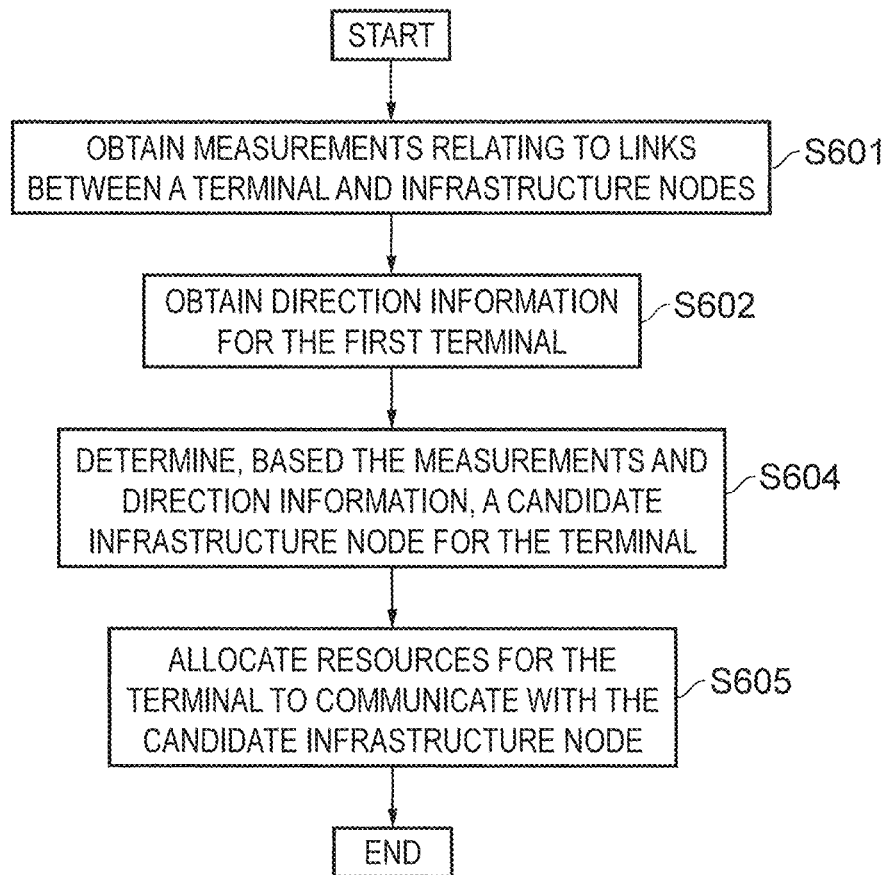 START
OBTAIN MEASUREMENTS RELATING TO LINKS
BETWEEN A TERMINAL AND INFRASTRUCTURE NODES
S601
OBTAIN DIRECTION INFORMATION
FOR THE FIRST TERMINAL
S602
DETERMINE, BASED THE MEASUREMENTS AND
DIRECTION INFORMATION, A CANDIDATE
INFRASTRUCTURE NODE FOR THE TERMINAL
S604
ALLOCATE RESOURCES FOR THE
TERMINAL TO COMMUNICATE WITH THE
CANDIDATE INFRASTRUCTURE NODE
S605
END